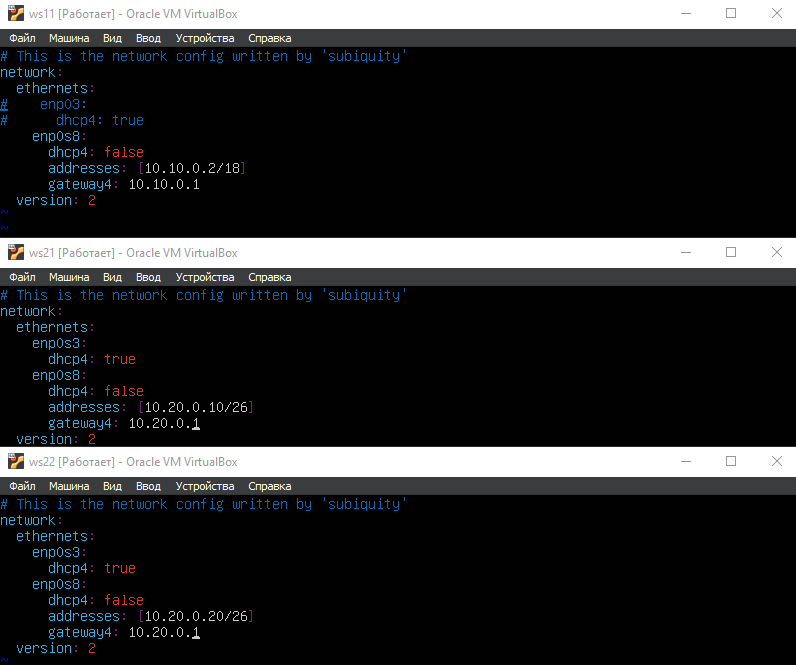 ws11 [Работает] - Oracle VM VirtualBox
Файл Машина Вид Ввод Устройства Справка
# This is the network config written by 'subiquity'
network:
  ethernets:
#    enp03:
#      dhcp4: true
    enp0s8:
      dhcp4: false
      addresses: [10.10.0.2/18]
      gateway4: 10.10.0.1
  version: 2
~
~
ws21 [Работает] - Oracle VM VirtualBox
Файл Машина Вид Ввод Устройства Справка
# This is the network config written by 'subiquity'
network:
  ethernets:
    enp0s3:
      dhcp4: true
    enp0s8:
      dhcp4: false
      addresses: [10.20.0.10/26]
      gateway4: 10.20.0.1
  version: 2
ws22 [Работает] - Oracle VM VirtualBox
Файл Машина Вид Ввод Устройства Справка
# This is the network config written by 'subiquity'
network:
  ethernets:
    enp0s3:
      dhcp4: true
    enp0s8:
      dhcp4: false
      addresses: [10.20.0.20/26]
      gateway4: 10.20.0.1
  version: 2
~